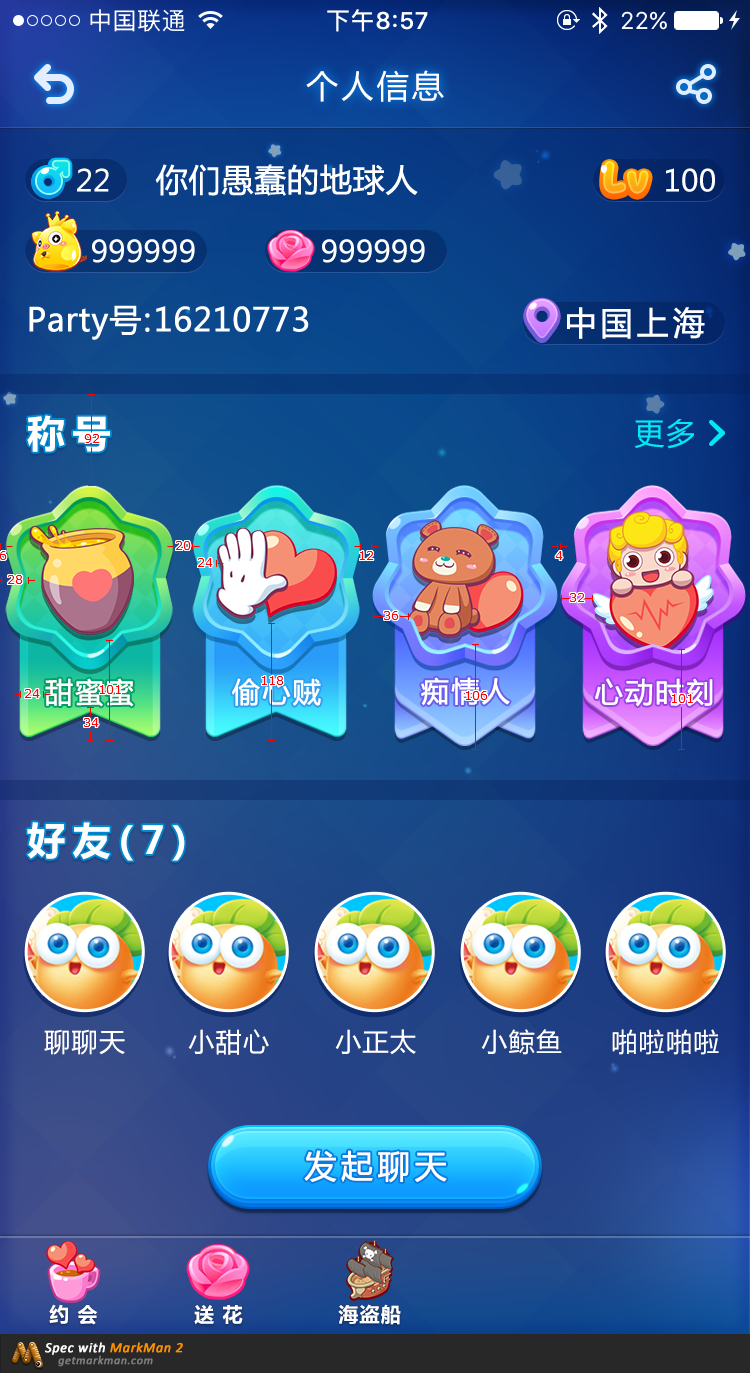 中国联通 下午8:57 22%
个人信息
22 你们愚蠢的地球人 Lv 100
999999 999999
Party号:16210773 中国上海
称号 更多
92
6 20 12 4
24
28
32
36
甜蜜蜜 偷心贼 痴情人 心动时刻
24 101 118 106 101
34
好友(7)
聊聊天 小甜心 小正太 小鲸鱼 啪啦啪啦
发起聊天
约会 送花 海盗船
Spec with MarkMan 2
getmarkman.com